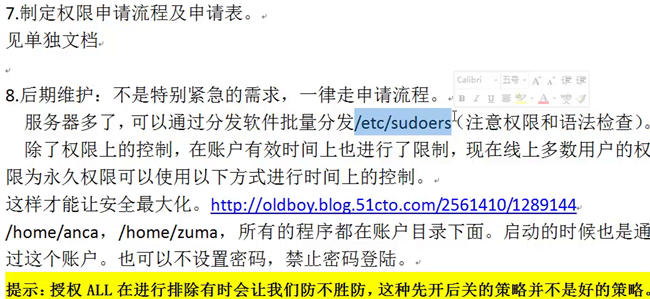 7.制定权限申请流程及申请表。
见单独文档
8.后期维护：不是特别紧急的需求，一律走申请流程。
服务器多了，可以通过分发软件批量分发/etc/sudoers（注意权限和语法检查）。
除了权限上的控制，在账户有效时间上也进行了限制，现在线上多数用户的权
限为永久权限可以使用以下方式进行时间上的控制。
这样才能让安全最大化。http://oldboy.blog.51cto.com/2561410/1289144
/home/anca，/home/zuma，所有的程序都在账户目录下面。启动的时候也是通
过这个账户。也可以不设置密码，禁止密码登陆。
提示：授权 ALL 在进行排除有时会让我们防不胜防，这种先开后关的策略并不是好的策略。
Calibri 五号
B I U